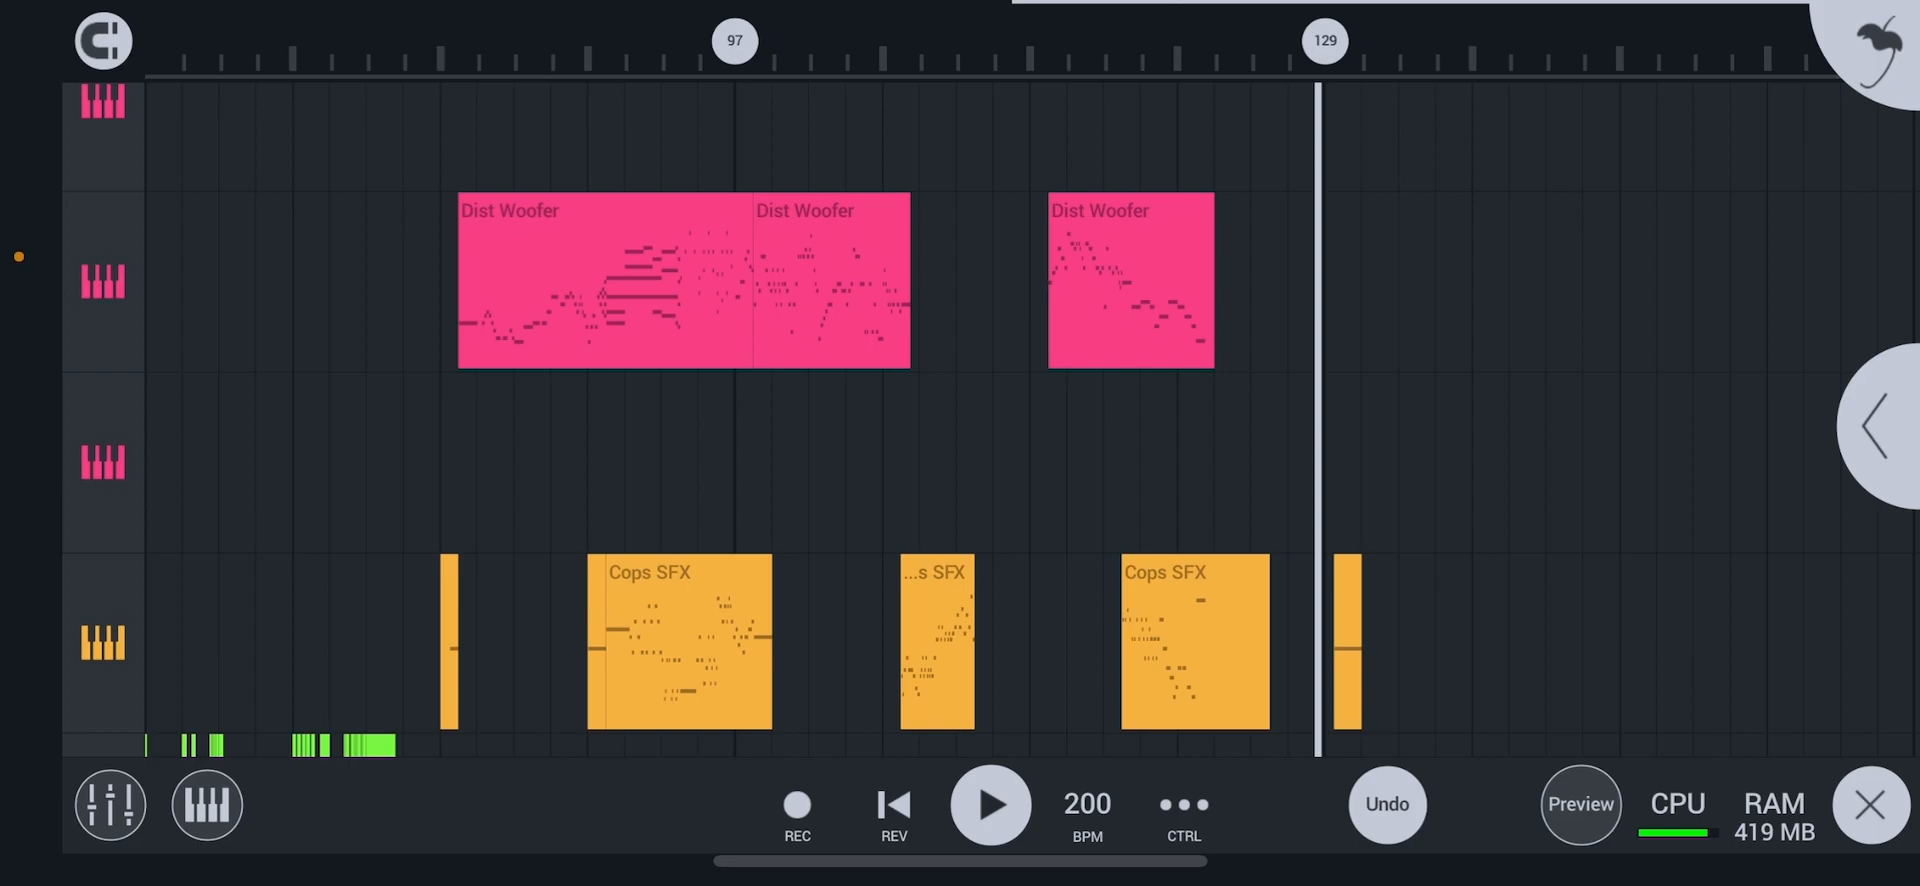 97
129
Dist Woofer
Dist Woofer
Dist Woofer
Cops SFX
...s SFX
Cops SFX
REC
REV
200
BPM
CTRL
Undo
Preview
CPU
RAM
419 MB